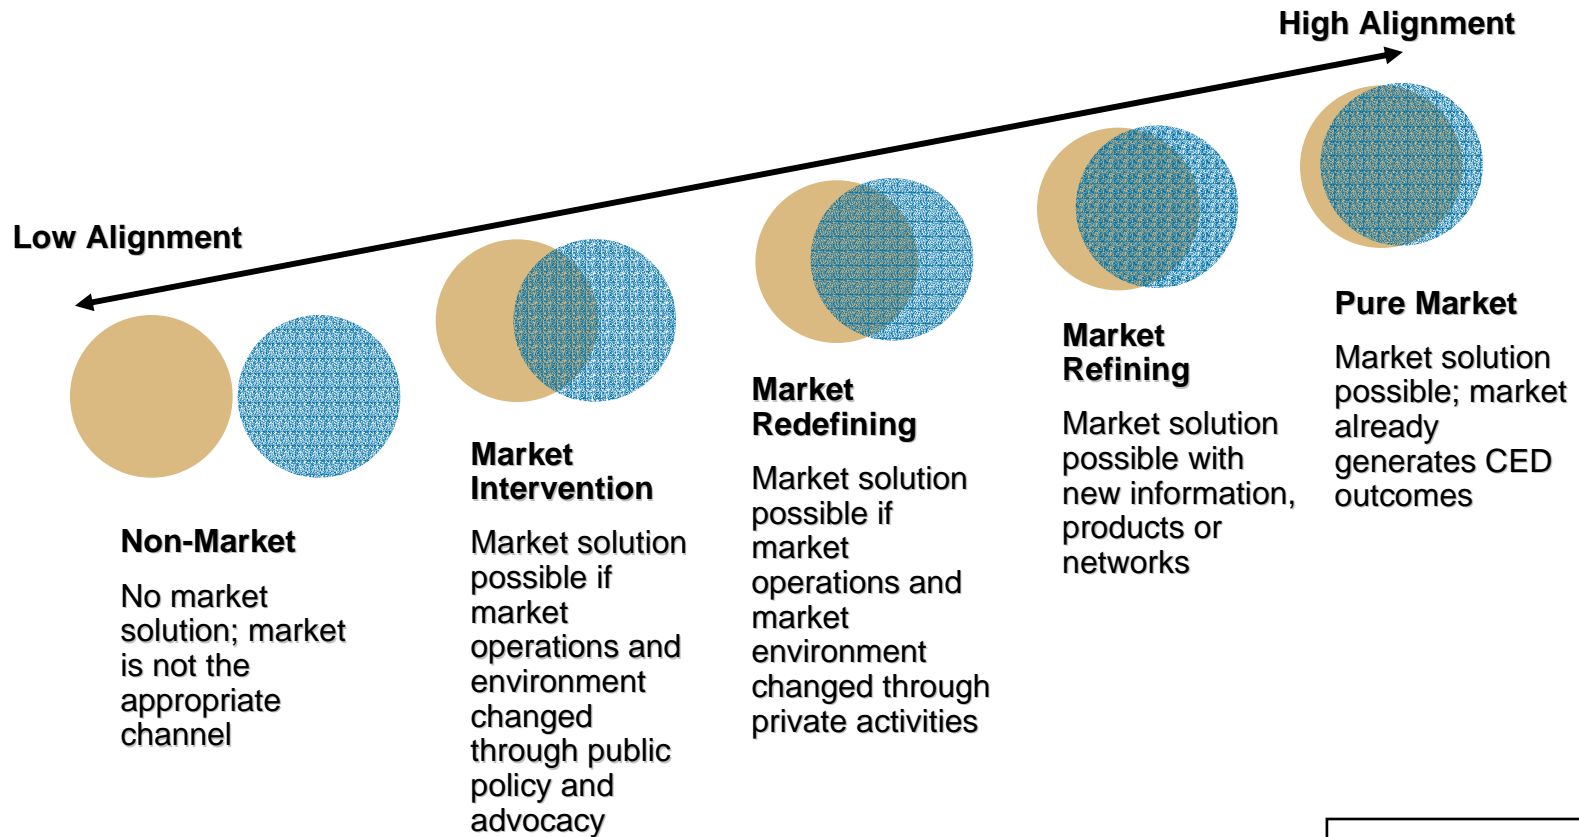 High Alignment
Low Alignment
Non-Market
No market
solution; market
is not the
appropriate
channel
Market
Intervention
Market solution
possible if
market
operations and
environment
changed
through public
policy and
advocacy
Market
Redefining
Market solution
possible if
market
operations and
market
environment
changed through
private activities
Market
Refining
Market solution
possible with
new information,
products or
networks
Pure Market
Market solution
possible; market
already
generates CED
outcomes